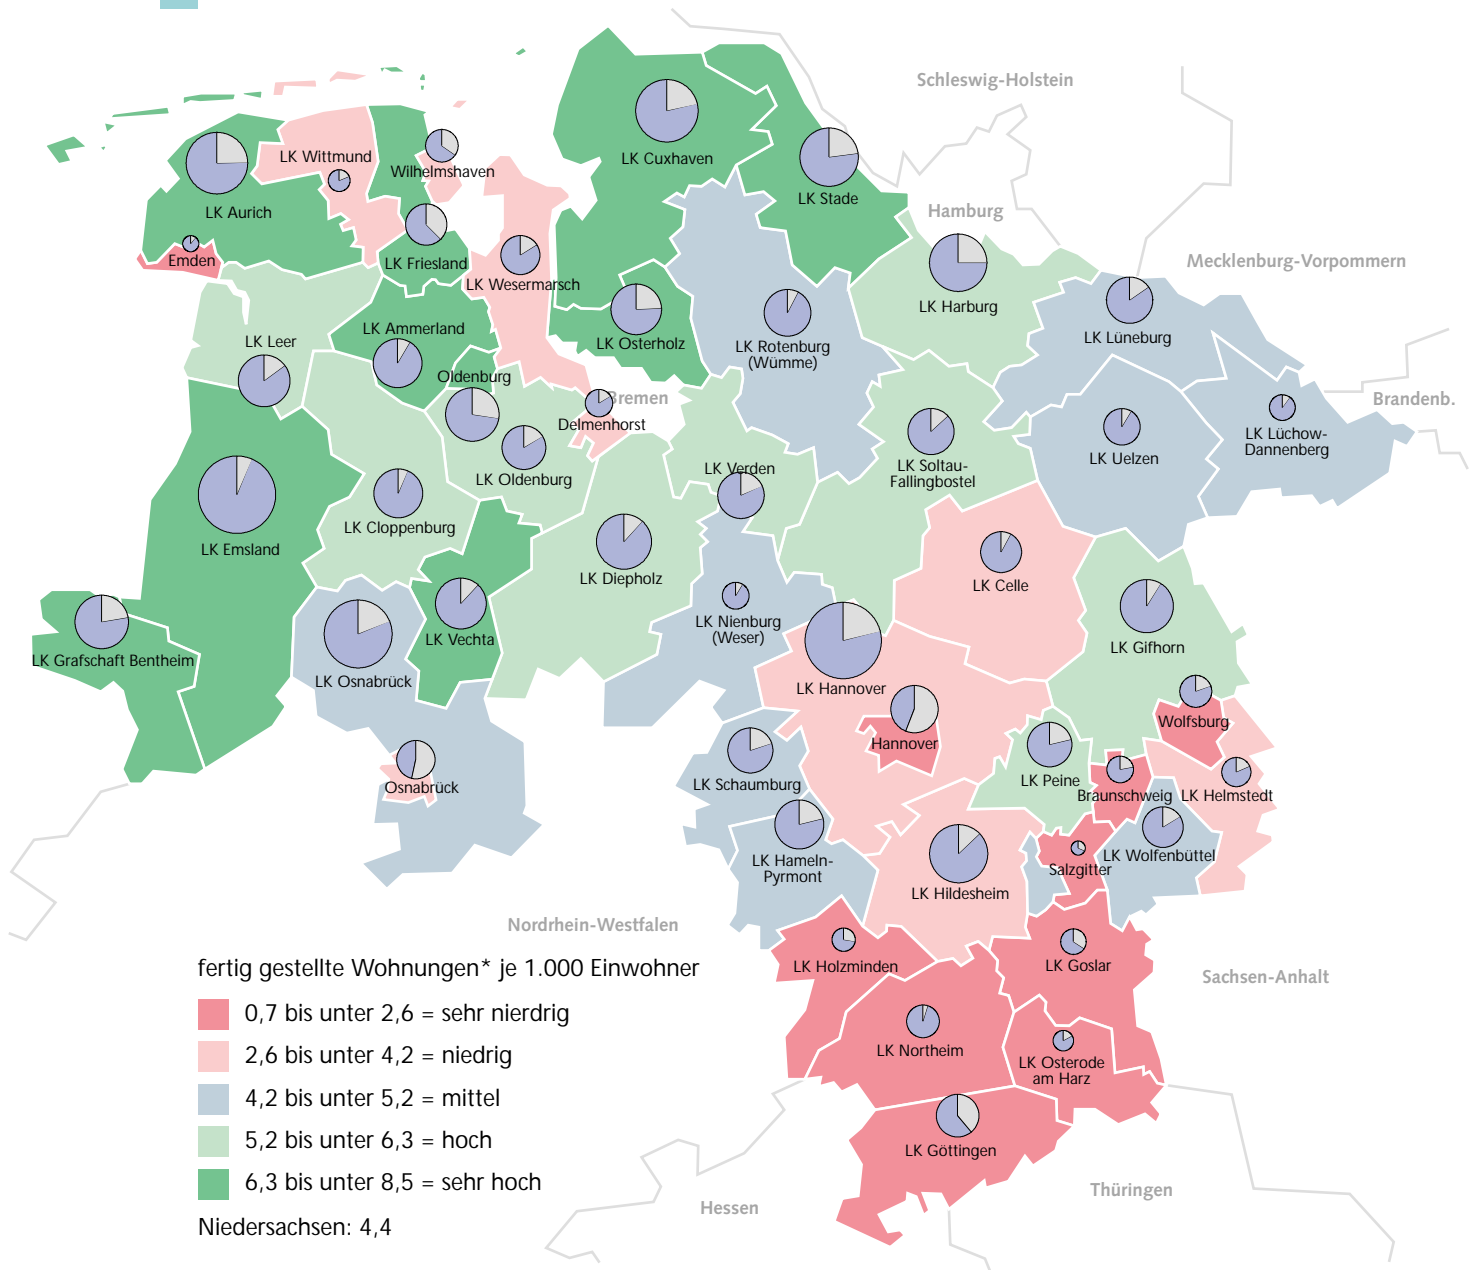 Schleswig-Holstein
LK Wittmund
LK Cuxhaven
Wilhelmshaven
LK Stade
LK Aurich
Hamburg
Emden
LK Friesland
Mecklenburg-Vorpommern
LK Wesermarsch
LK Harburg
LK Ammerland
LK Leer
LK Osterholz
LK Rotenburg
(Wümme)
LK Lüneburg
Oldenburg
Bremen
Brandenb.
Delmenhorst
LK Lüchow-
Dannenberg
LK Uelzen
LK Verden
LK Soltau-
Fallingbostel
LK Oldenburg
LK Cloppenburg
LK Emsland
LK Diepholz
LK Celle
LK Nienburg
(Weser)
LK Vechta
LK Gifhorn
LK Grafschaft Bentheim
LK Osnabrück
LK Hannover
Wolfsburg
Hannover
LK Schaumburg
LK Peine
Osnabrück
Braunschweig
LK Helmstedt
LK Hameln-
Pyrmont
LK Wolfenbüttel
Salzgitter
LK Hildesheim
Nordrhein-Westfalen
LK Holzminden
LK Goslar
Sachsen-Anhalt
LK Northeim
LK Osterode
am Harz
LK Göttingen
Thüringen
Hessen
fertig gestellte Wohnungen* je 1.000 Einwohner
0,7 bis unter 2,6 = sehr nierdrig
2,6 bis unter 4,2 = niedrig
4,2 bis unter 5,2 = mittel
5,2 bis unter 6,3 = hoch
6,3 bis unter 8,5 = sehr hoch
Niedersachsen: 4,4